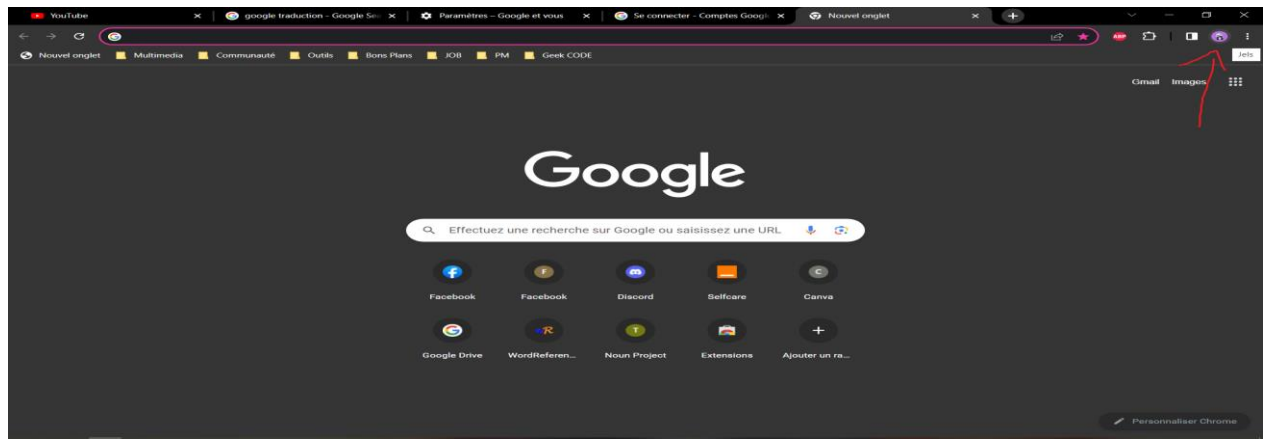 YouTube
google traduction - Google Se
Paramètres – Google et vous
Se connecter - Comptes Googl
Nouvel onglet
ABP
Nouvel onglet Multimedia Communauté Outils Bons Plans JOB PM Geek CODE
Jels
Gmail Images
Google
Effectuez une recherche sur Google ou saisissez une URL
F C
Facebook Facebook Discord Selfcare Canva
R T
Google Drive WordReferen... Noun Project Extensions Ajouter un ra...
Personnaliser Chrome